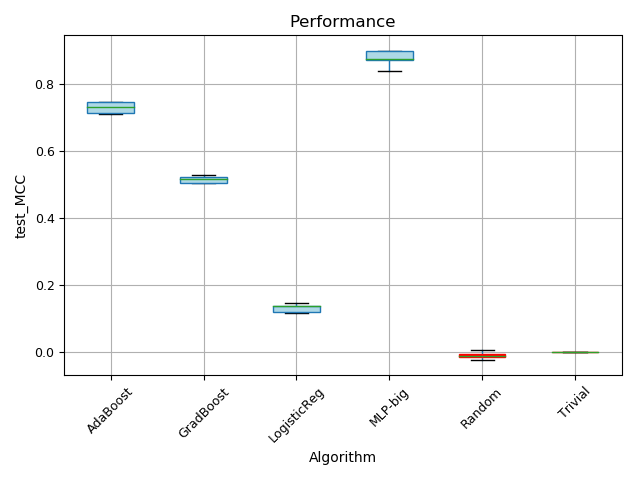 Performance
test_MCC
0.8
0.6
0.4
0.2
0.0
AdaBoost
GradBoost
LogisticReg
MLP-big
Random
Trivial
Algorithm